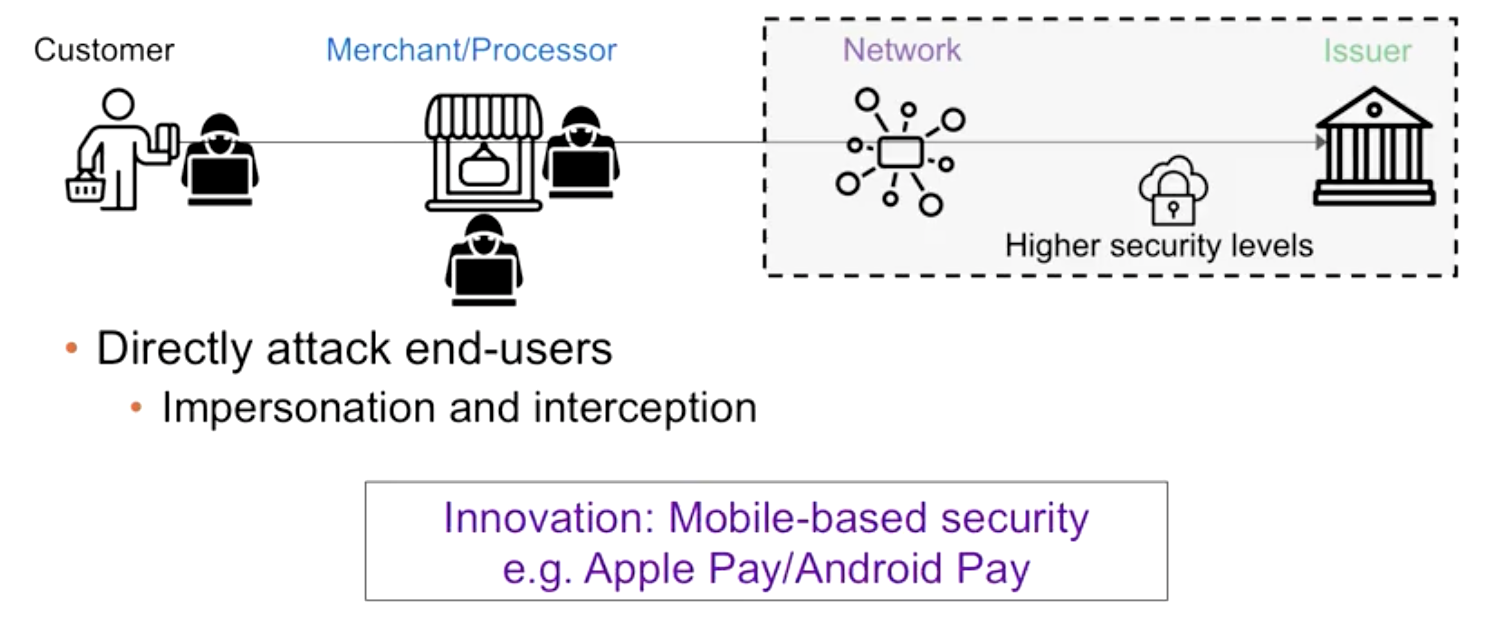 Customer
Merchant/Processor
Network
Issuer
Higher security levels
• Directly attack end-users
• Impersonation and interception
Innovation: Mobile-based security
e.g. Apple Pay/Android Pay